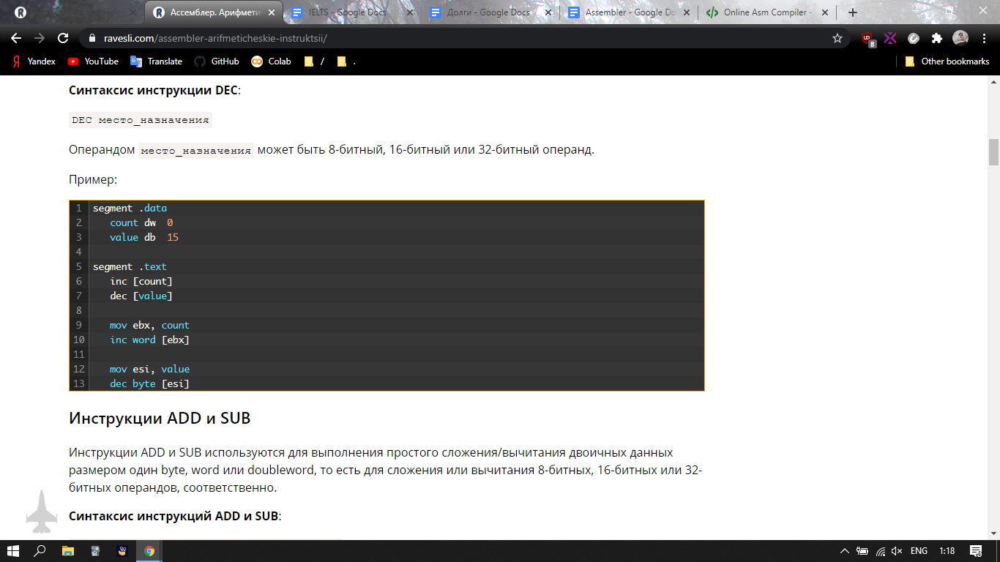 Ассемблер. Арифмети
IELTS - Google Docs
Долги - Google Docs
Assembler - Google Do
Online Asm Compiler -
ravesli.com/assembler-arifmeticheskie-instruktsii/
8
Yandex
YouTube
Translate
GitHub
Colab
/
.
Other bookmarks
Синтаксис инструкции DEC:
DEC место_назначения
Операндом место_назначения может быть 8-битный, 16-битный или 32-битный операнд.
Пример:
1 segment .data
2 count dw 0
3 value db 15
4
5 segment .text
6 inc [count]
7 dec [value]
8
9 mov ebx, count
10 inc word [ebx]
11
12 mov esi, value
13 dec byte [esi]
Инструкции ADD и SUB
Инструкции ADD и SUB используются для выполнения простого сложения/вычитания двоичных данных
размером один byte, word или doubleword, то есть для сложения или вычитания 8-битных, 16-битных или 32-
битных операндов, соответственно.
Синтаксис инструкций ADD и SUB:
ENG
1:18